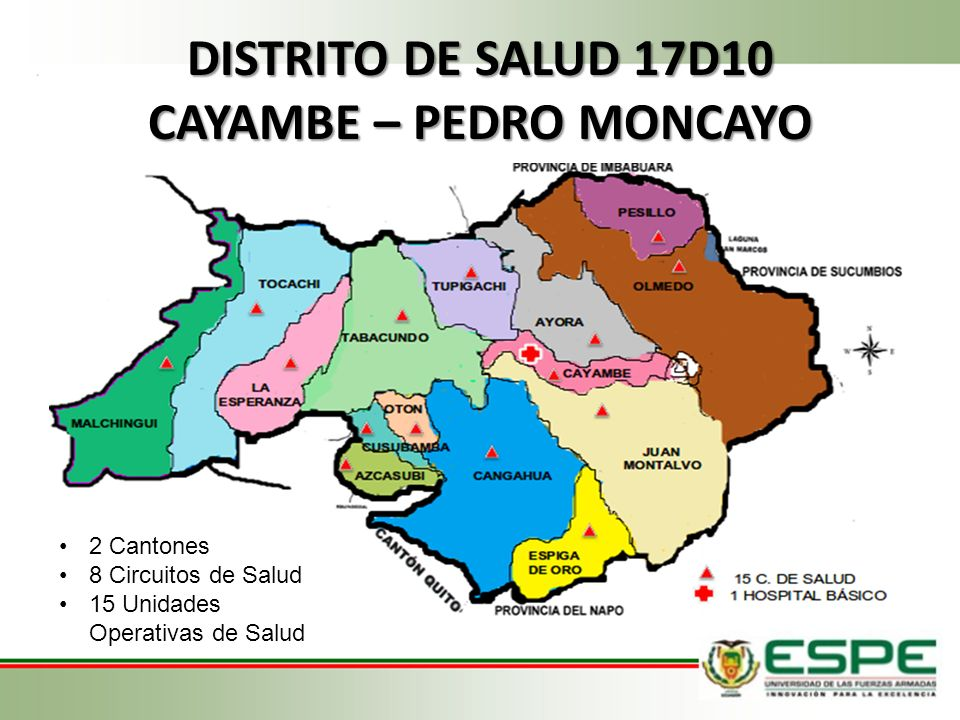 DISTRITO DE SALUD 17D10
CAYAMBE – PEDRO MONCAYO
PROVINCIA DE IMBABUARA
PESILLO
LAGUNA
SAN MARCOS
PROVINCIA DE SUCUMBIOS
OLMEDO
TOCACHI
TUPIGACHI
AYORA
TABACUNDO
N
W
E
S
CAYAMBE
LA
ESPERANZA
OTON
MALCHINGUI
CUSUBAMBA
JUAN
MONTALVO
AZCASUBI
CANGAHUA
CANTÓN QUITO
ESPIGA
DE ORO
PROVINCIA DEL NAPO
• 2 Cantones
• 8 Circuitos de Salud
• 15 Unidades
Operativas de Salud
15 C. DE SALUD
1 HOSPITAL BÁSICO
ESPE
UNIVERSIDAD DE LAS FUERZAS ARMADAS
INNOVACIÓN PARA LA EXCELENCIA